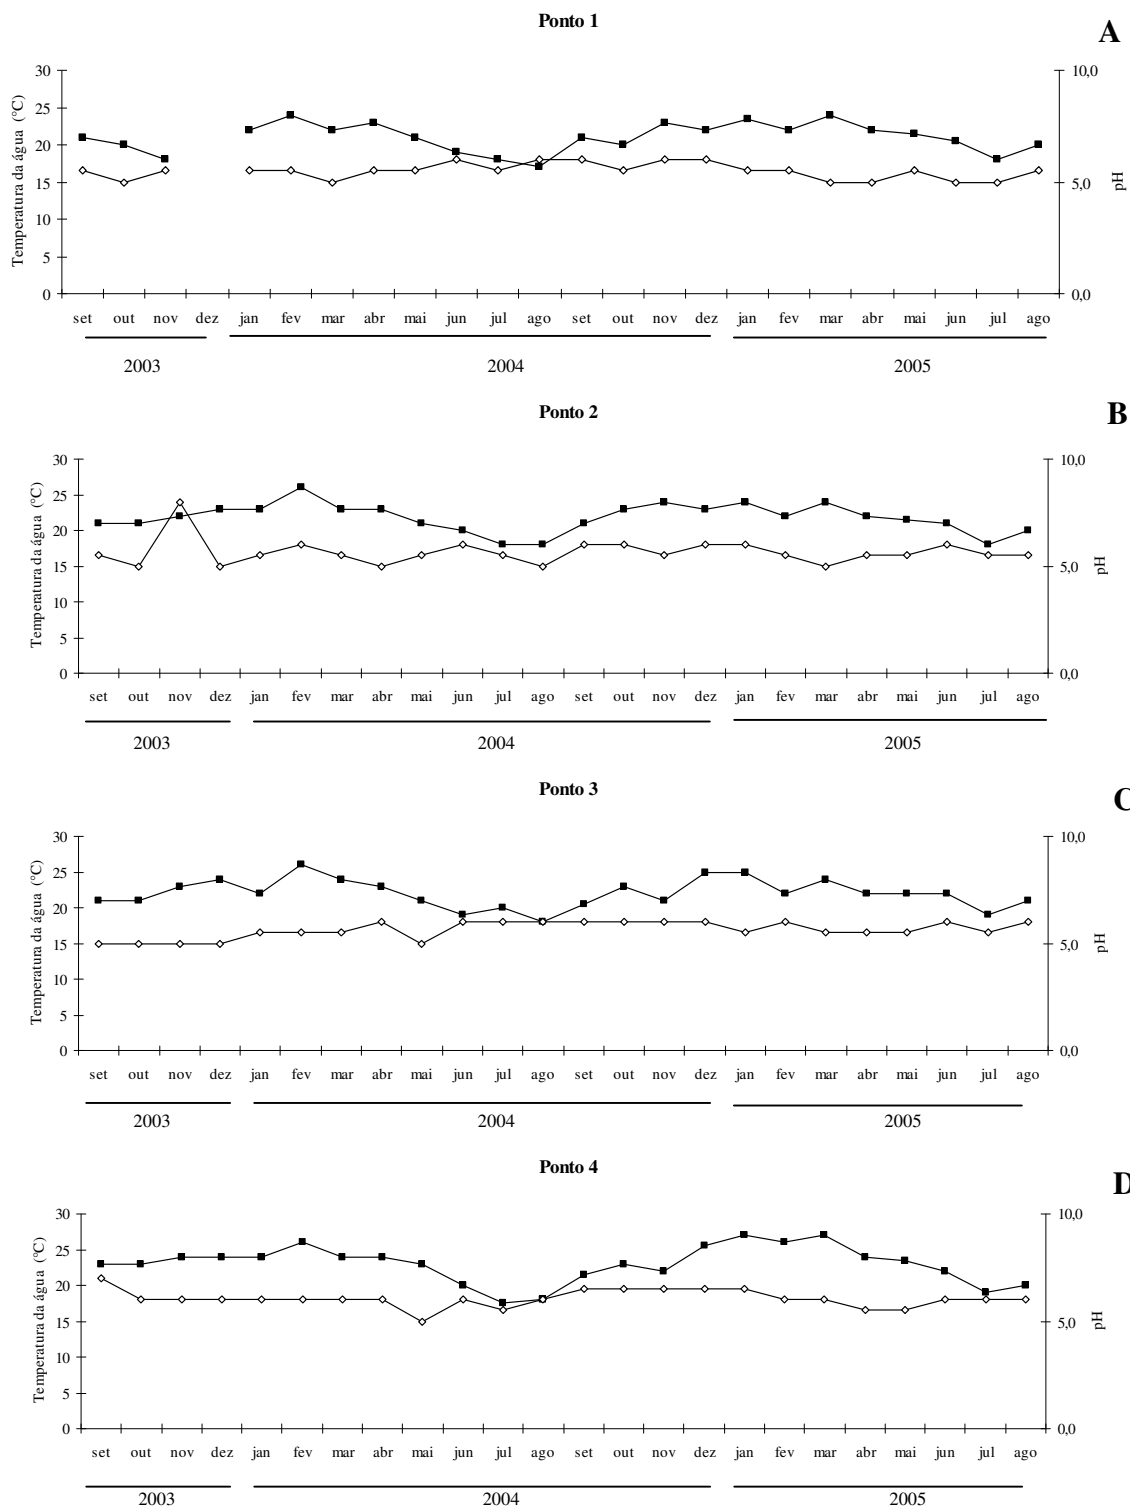 Ponto 1
A
Temperatura da água (°C)
30
25
20
15
10
5
0
10,0
5,0
0,0
pH
set out nov dez jan fev mar abr mai jun jul ago set out nov dez jan fev mar abr mai jun jul ago
2003 2004 2005
Ponto 2
B
Temperatura da água (°C)
30
25
20
15
10
5
0
10,0
5,0
0,0
pH
set out nov dez jan fev mar abr mai jun jul ago set out nov dez jan fev mar abr mai jun jul ago
2003 2004 2005
Ponto 3
C
Temperatura da água (°C)
30
25
20
15
10
5
0
10,0
5,0
0,0
pH
set out nov dez jan fev mar abr mai jun jul ago set out nov dez jan fev mar abr mai jun jul ago
2003 2004 2005
Ponto 4
D
Temperatura da água (°C)
30
25
20
15
10
5
0
10,0
5,0
0,0
pH
set out nov dez jan fev mar abr mai jun jul ago set out nov dez jan fev mar abr mai jun jul ago
2003 2004 2005